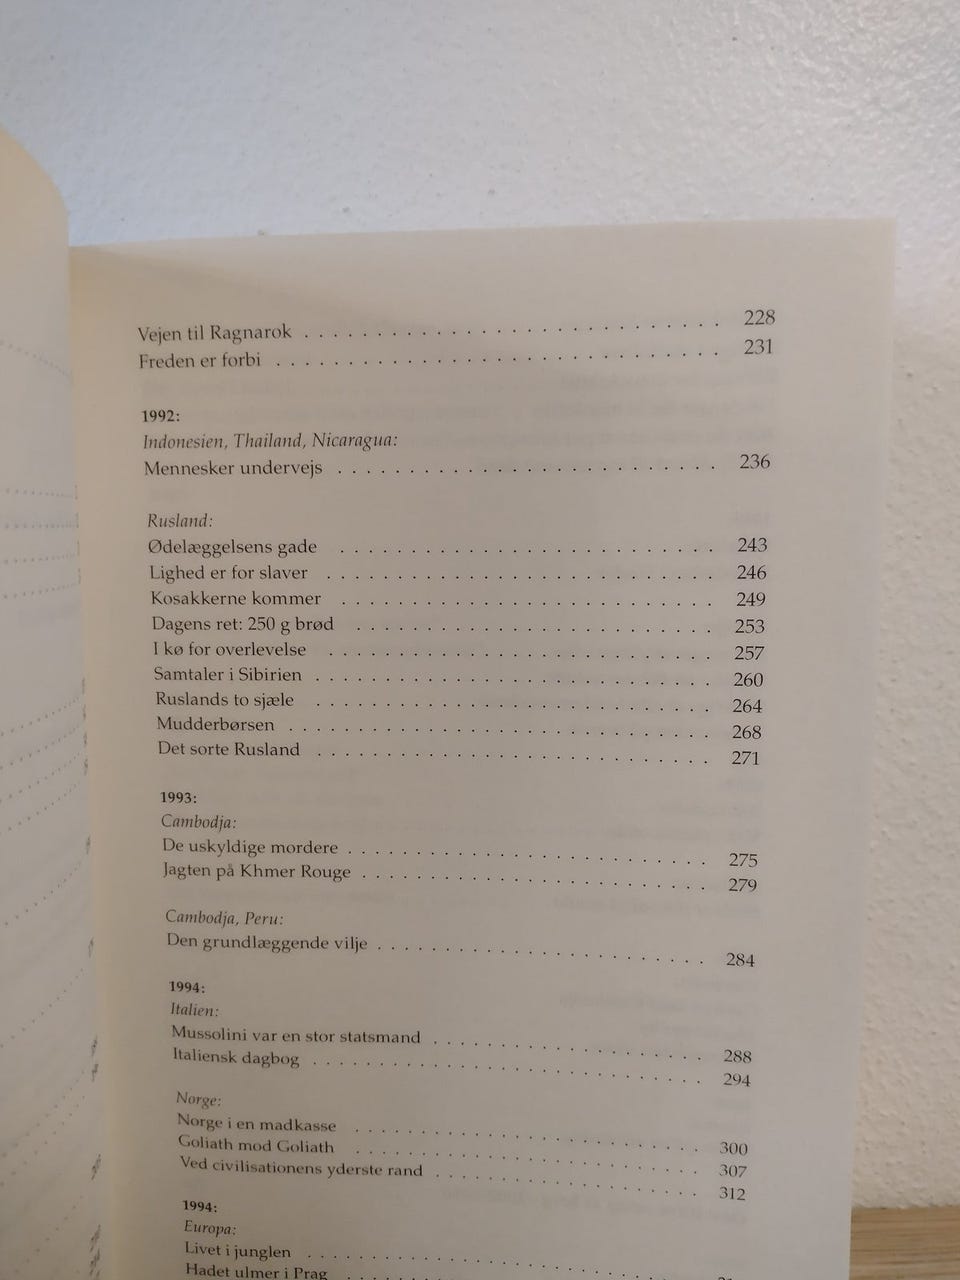 Vejen til Ragnarok . . . . . . . . . . . . . . . . . . . . . . . . . . . . . 228
Freden er forbi . . . . . . . . . . . . . . . . . . . . . . . . . . . . . . . 231
1992:
Indonesien, Thailand, Nicaragua:
Mennesker undervejs . . . . . . . . . . . . . . . . . . . . . . . . . . 236
Rusland:
Ødelæggelsens gade . . . . . . . . . . . . . . . . . . . . . . . . . . 243
Lighed er for slaver . . . . . . . . . . . . . . . . . . . . . . . . . . . 246
Kosakkerne kommer . . . . . . . . . . . . . . . . . . . . . . . . . . 249
Dagens ret: 250 g brød . . . . . . . . . . . . . . . . . . . . . . . . . 253
I kø for overlevelse . . . . . . . . . . . . . . . . . . . . . . . . . . . 257
Samtaler i Sibirien . . . . . . . . . . . . . . . . . . . . . . . . . . . . 260
Ruslands to sjæle . . . . . . . . . . . . . . . . . . . . . . . . . . . . 264
Mudderbørsen . . . . . . . . . . . . . . . . . . . . . . . . . . . . . . 268
Det sorte Rusland . . . . . . . . . . . . . . . . . . . . . . . . . . . . 271
1993:
Cambodja:
De uskyldige mordere . . . . . . . . . . . . . . . . . . . . . . . . . 275
Jagten på Khmer Rouge . . . . . . . . . . . . . . . . . . . . . . . . 279
Cambodja, Peru:
Den grundlæggende vilje . . . . . . . . . . . . . . . . . . . . . . . 284
1994:
Italien:
Mussolini var en stor statsmand . . . . . . . . . . . . . . . . . . . 288
Italiensk dagbog . . . . . . . . . . . . . . . . . . . . . . . . . . . . 294
Norge:
Norge i en madkasse . . . . . . . . . . . . . . . . . . . . . . . . 300
Goliath mod Goliath . . . . . . . . . . . . . . . . . . . . . . . . 307
Ved civilisationens yderste rand . . . . . . . . . . . . . . . . . . 312
1994:
Europa:
Livet i junglen . . . . . . . . . . . . . . . . . . . . . . . . . . .
Hadet ulmer i Prag . . . . . . . . . . . . . . . . . .